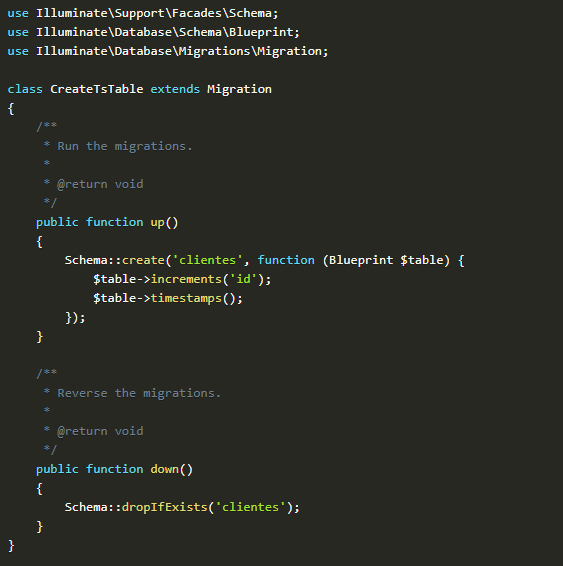 use Illuminate\Support\Facades\Schema;
use Illuminate\Database\Schema\Blueprint;
use Illuminate\Database\Migrations\Migration;

class CreateTsTable extends Migration
{
    /**
     * Run the migrations.
     *
     * @return void
     */
    public function up()
    {
        Schema::create('clientes', function (Blueprint $table) {
            $table->increments('id');
            $table->timestamps();
        });
    }

    /**
     * Reverse the migrations.
     *
     * @return void
     */
    public function down()
    {
        Schema::dropIfExists('clientes');
    }
}